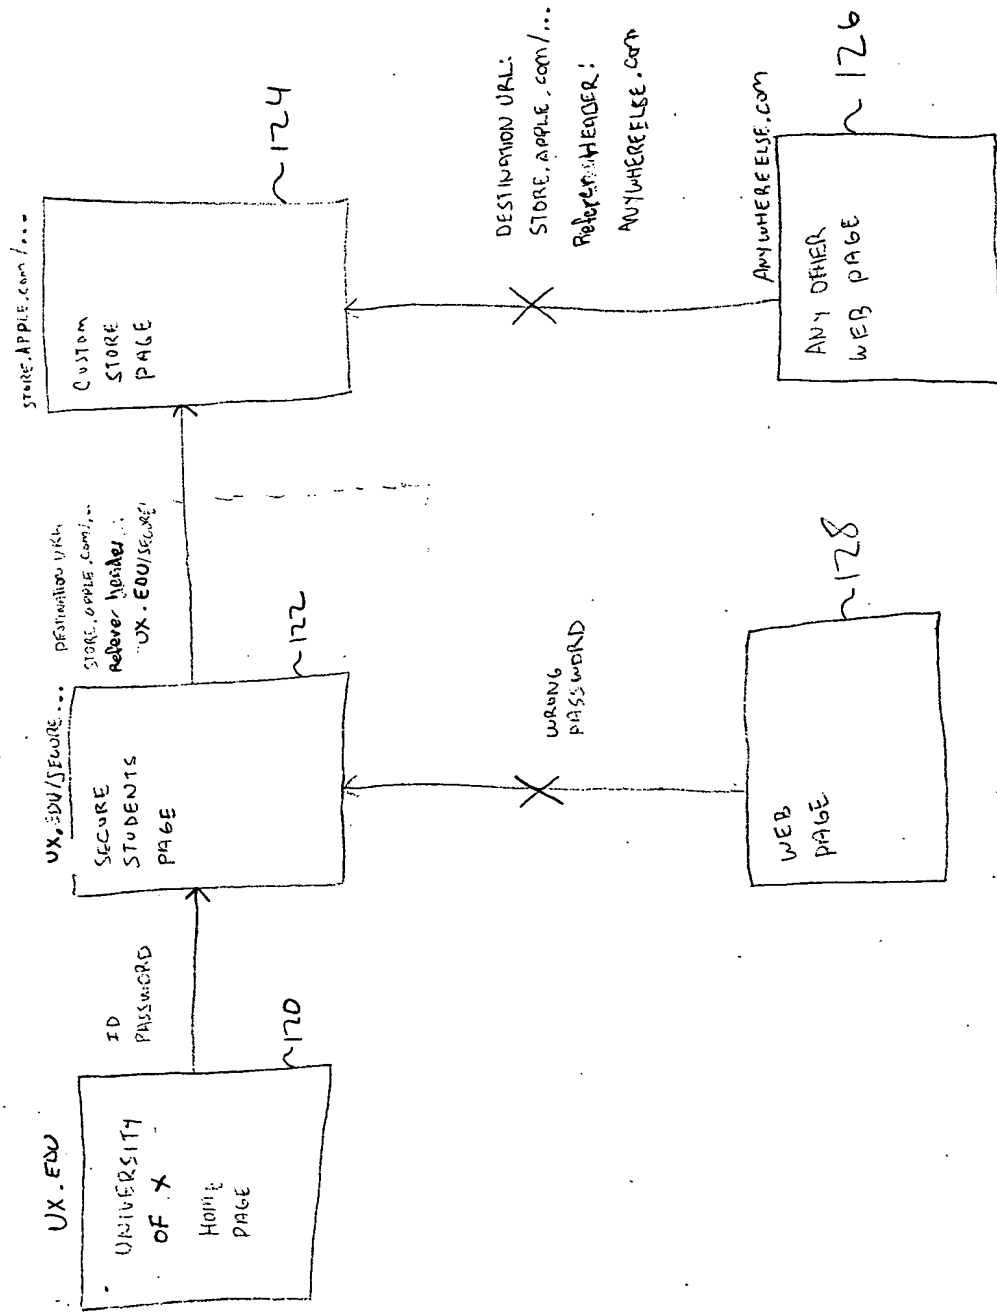 UX.EDU
UNIVERSITY
OF X
HOME
PAGE
120
ID
PASSWORD
UX.EDU/SECURE...
SECURE
STUDENTS
PAGE
122
DESTINATION URL
STORE.APPLE.com/...
Referer header:
UX.EDU/SECURE/
STORE.APPLE.com/...
CUSTOM
STORE
PAGE
124
WRONG
PASSWORD
WEB
PAGE
128
DESTINATION URL:
STORE.APPLE.com/...
Referer HEADER:
ANYWHEREELSE.com
ANYWHEREELSE.com
ANY OTHER
WEB PAGE
126